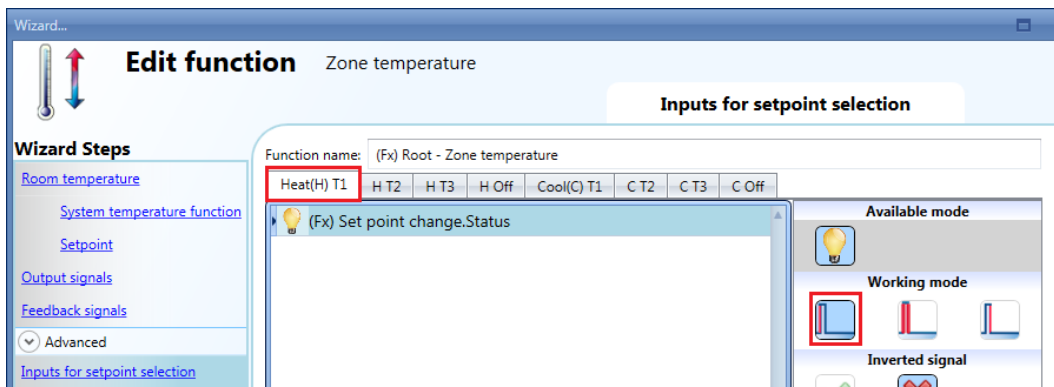 Wizard...
Edit function Zone temperature
Inputs for setpoint selection
Wizard Steps
Function name: (Fx) Root - Zone temperature
Room temperature
Heat(H) T1 H T2 H T3 H Off Cool(C) T1 C T2 C T3 C Off
System temperature function
(Fx) Set point change.Status
Available mode
Setpoint
Output signals
Working mode
Feedback signals
Advanced
Inverted signal
Inputs for setpoint selection